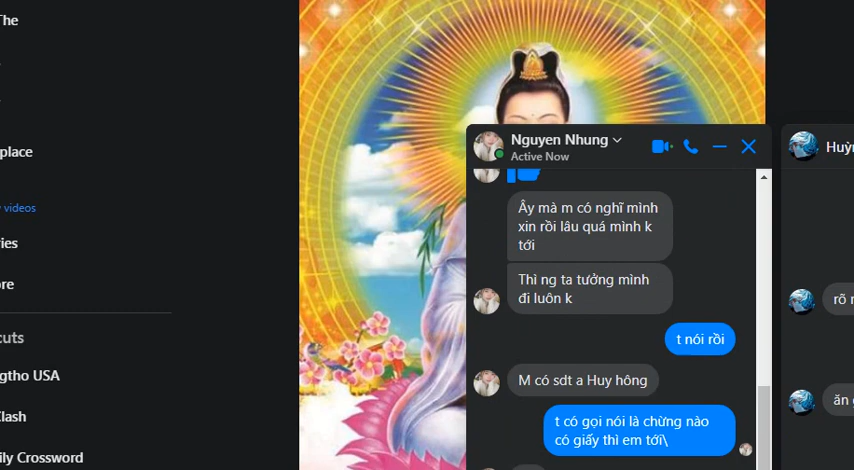 The
place
videos
ies
ore
cuts
gtho USA
Clash
ily Crossword
Nguyen Nhung
Active Now
Ây mà m có nghĩ mình
xin rồi lâu quá mình k
tới
Thì ng ta tưởng mình
đi luôn k
t nói rồi
M có sdt a Huy hông
t có gọi nói là chừng nào
có giấy thì em tới\
Huỳ
rõ
ăn